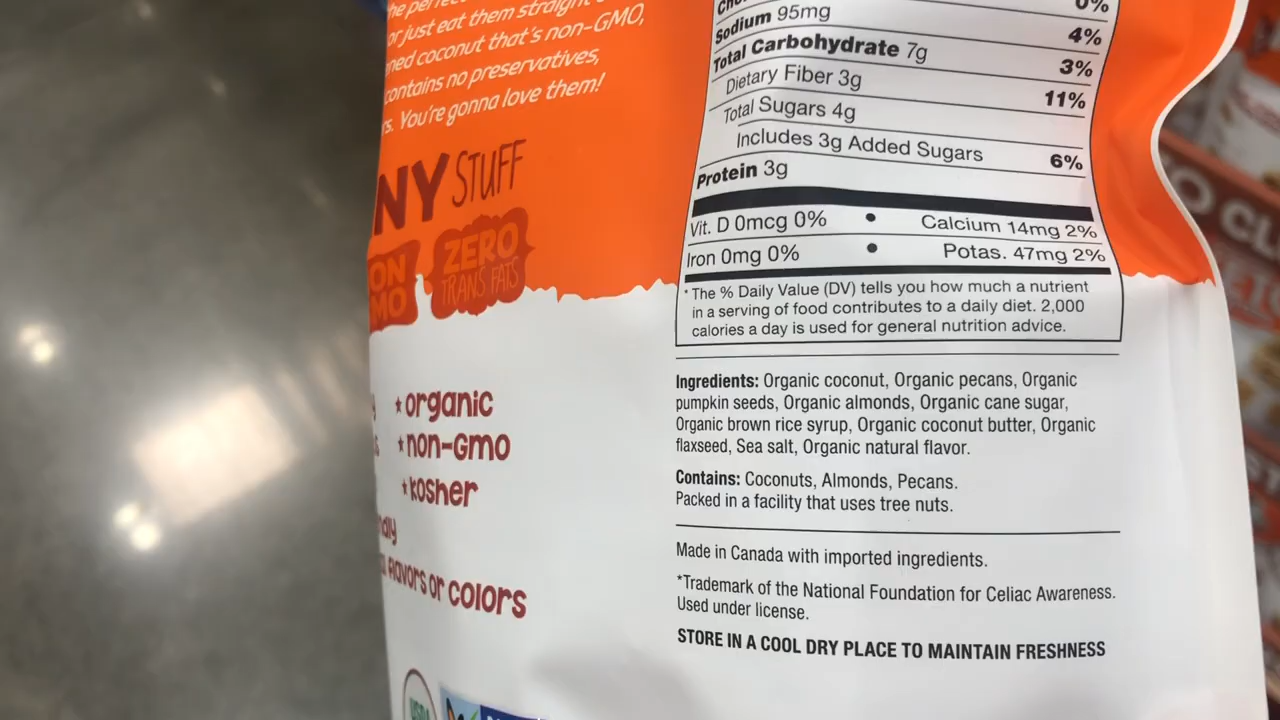 or just eat them straight
coconut that's non-GMO,
contains no preservatives,
You're gonna love them!
STUFF
ZERO
TRANS FATS
* organic
* non-GMO
* kosher
flavors or colors
USDA
0%
Sodium 95mg 4%
Total Carbohydrate 7g 3%
Dietary Fiber 3g 11%
Total Sugars 4g
Includes 3g Added Sugars 6%
Protein 3g
Vit. D 0mcg 0% • Calcium 14mg 2%
Iron 0mg 0% • Potas. 47mg 2%
* The % Daily Value (DV) tells you how much a nutrient
in a serving of food contributes to a daily diet. 2,000
calories a day is used for general nutrition advice.
Ingredients: Organic coconut, Organic pecans, Organic
pumpkin seeds, Organic almonds, Organic cane sugar,
Organic brown rice syrup, Organic coconut butter, Organic
flaxseed, Sea salt, Organic natural flavor.
Contains: Coconuts, Almonds, Pecans.
Packed in a facility that uses tree nuts.
Made in Canada with imported ingredients.
*Trademark of the National Foundation for Celiac Awareness.
Used under license.
STORE IN A COOL DRY PLACE TO MAINTAIN FRESHNESS